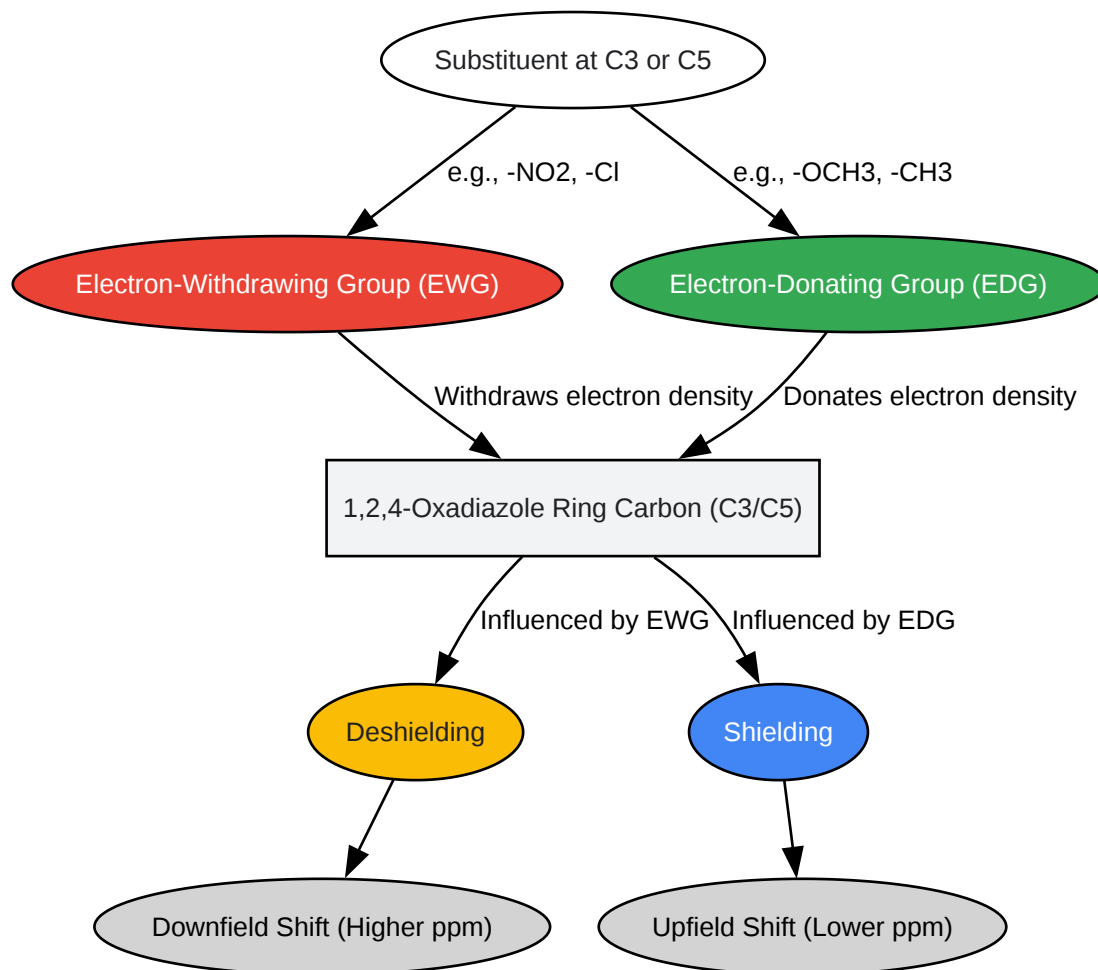 Substituent at C3 or C5
e.g., -NO2, -Cl
e.g., -OCH3, -CH3
Electron-Withdrawing Group (EWG)
Electron-Donating Group (EDG)
Withdraws electron density
Donates electron density
1,2,4-Oxadiazole Ring Carbon (C3/C5)
Influenced by EWG
Influenced by EDG
Deshielding
Shielding
Downfield Shift (Higher ppm)
Upfield Shift (Lower ppm)